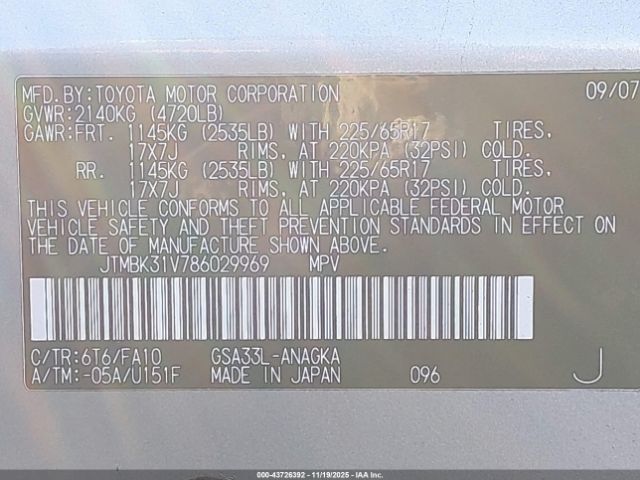 MFD.BY:TOYOTA MOTOR CORPORATION 09/07
GVWR:2140KG (4720LB)
GAWR:FRT. 1145KG (2535LB) WITH 225/65R17 TIRES,
17X7J RIMS, AT 220KPA (32PSI) COLD.
RR. 1145KG (2535LB) WITH 225/65R17 TIRES,
17X7J RIMS, AT 220KPA (32PSI) COLD.
THIS VEHICLE CONFORMS TO ALL APPLICABLE FEDERAL MOTOR
VEHICLE SAFETY AND THEFT PREVENTION STANDARDS IN EFFECT ON
THE DATE OF MANUFACTURE SHOWN ABOVE.
JTMBK31V786029969 MPV
C/TR:6T6/FA10 GSA33L-ANAGKA
A/TM:-05A/U151F MADE IN JAPAN 096 J
000-43726392 - 11/19/2025 - IAA, Inc.